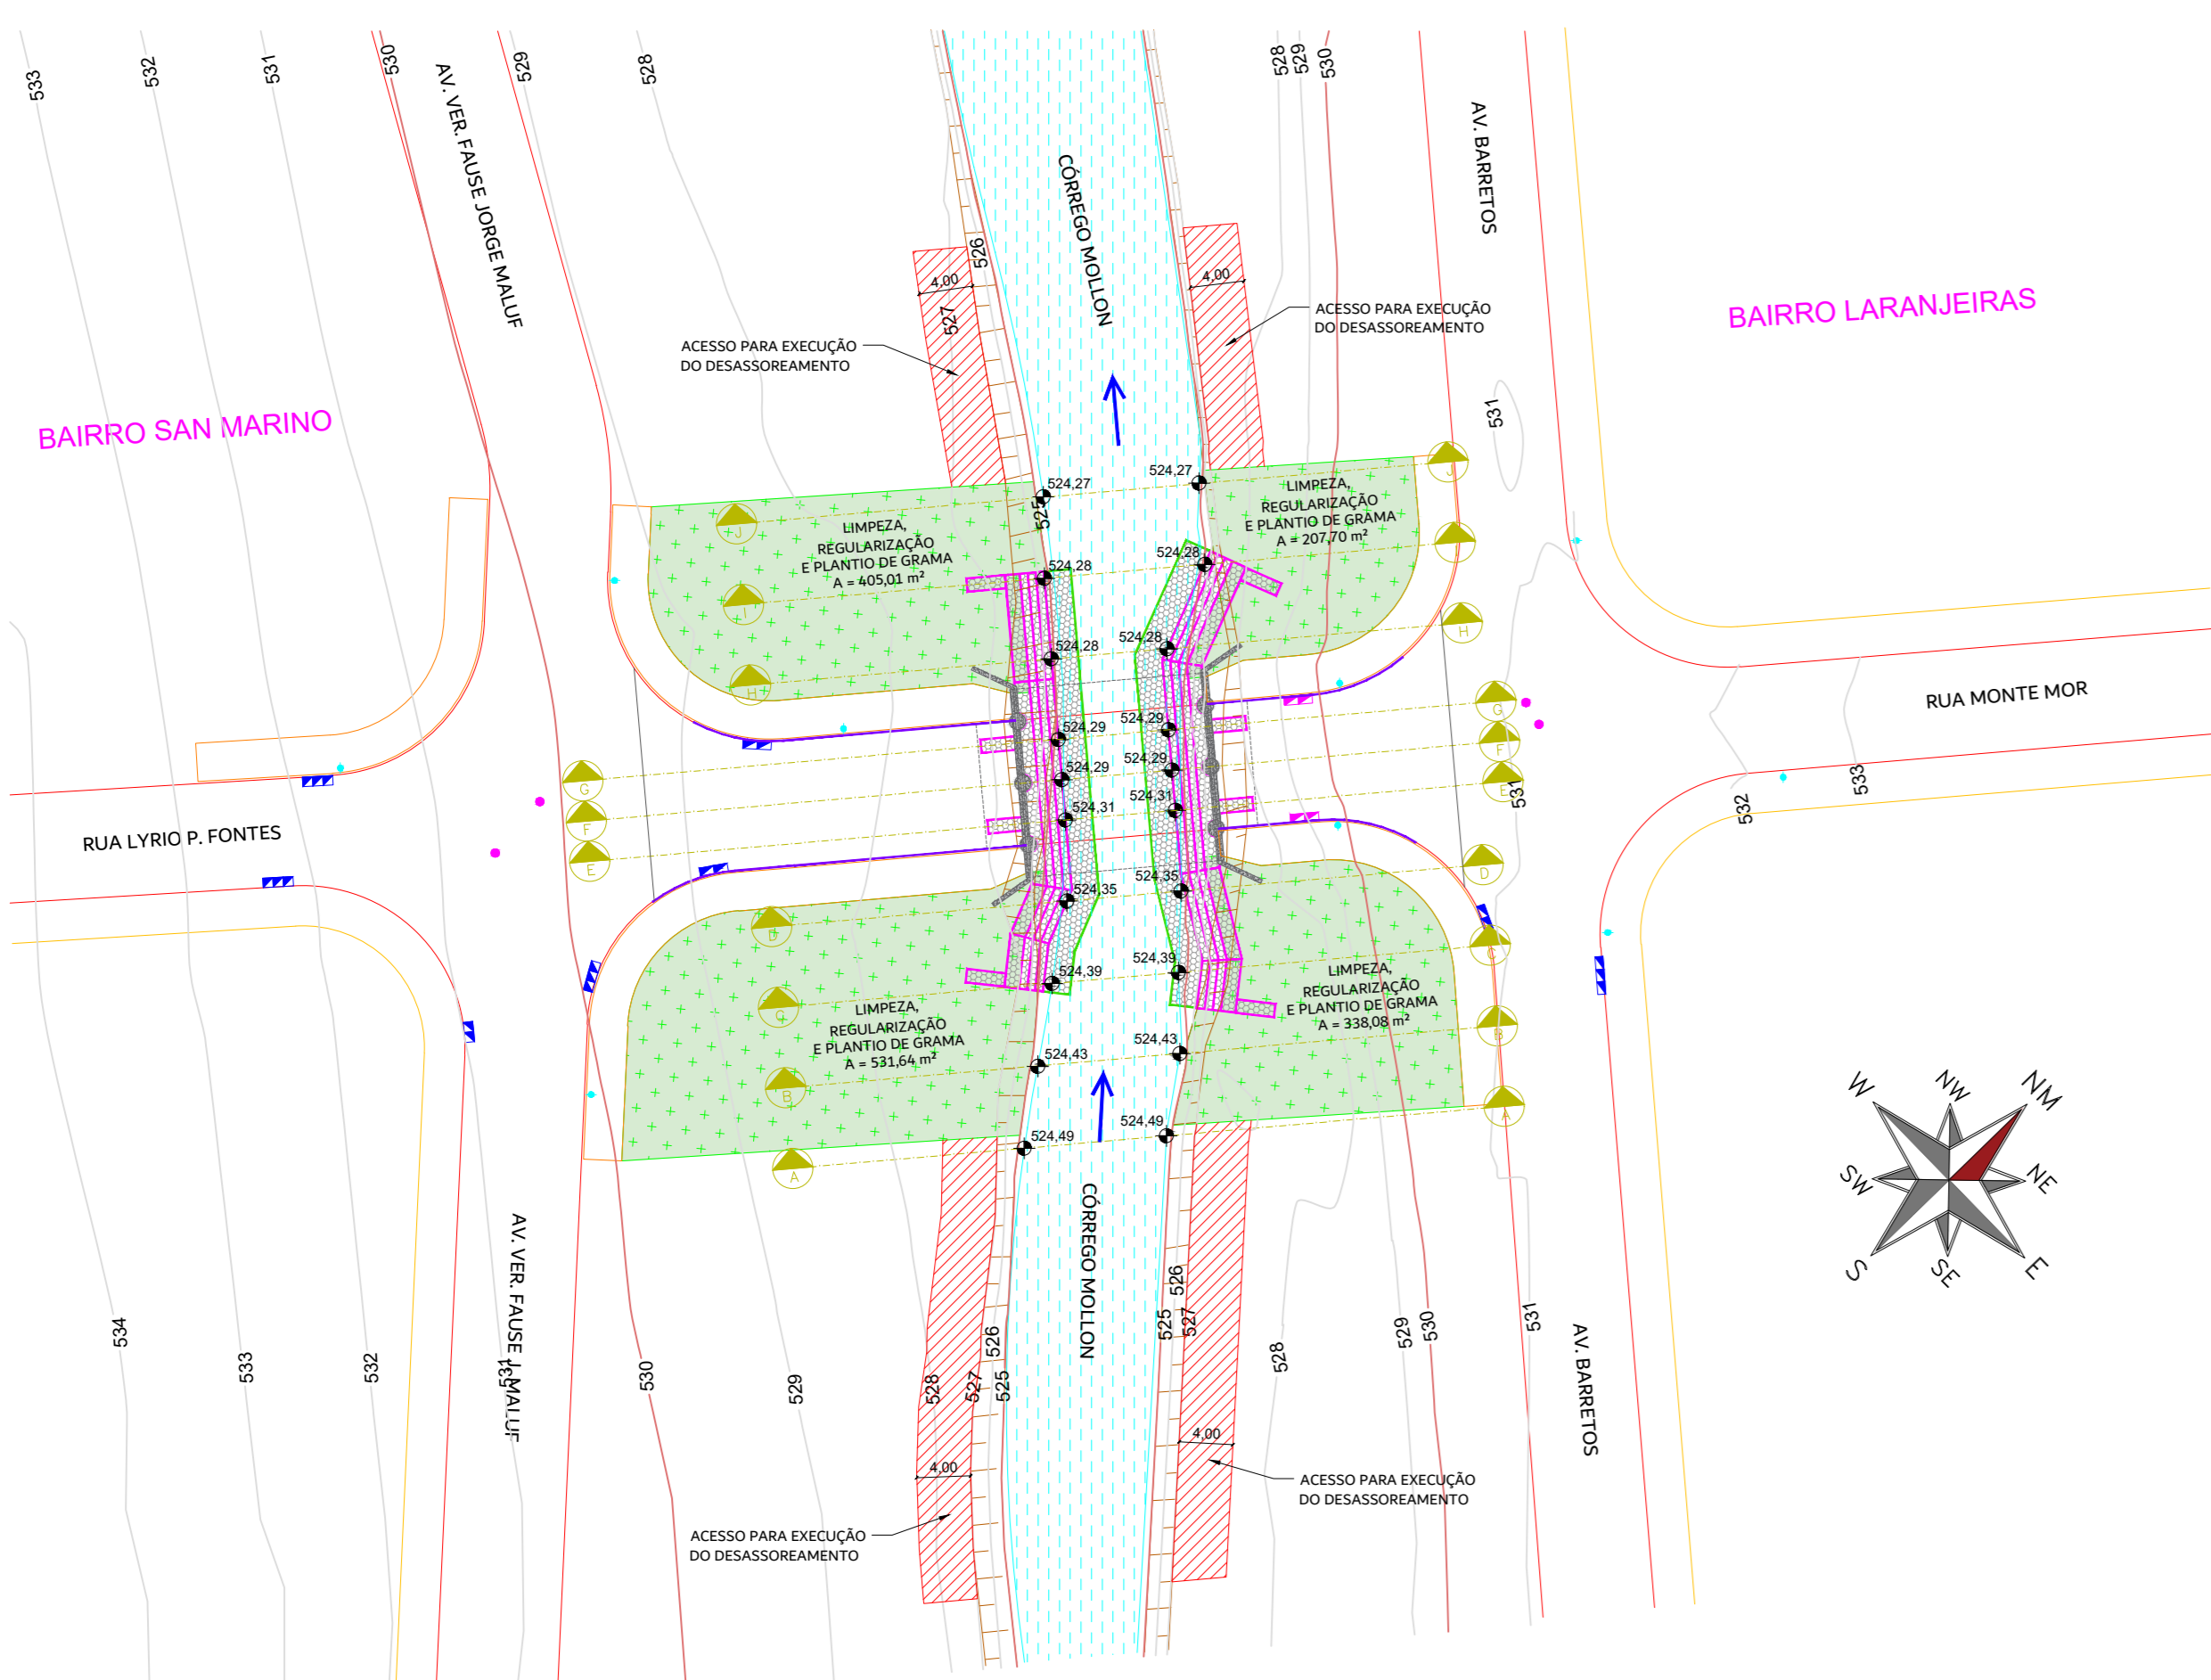 533
532
531
530
529
528
528
529
530
AV. VER. FAUSE JORGE MALUF
CÓRREGO MOLLON
AV. BARRETOS
BAIRRO SAN MARINO
BAIRRO LARANJEIRAS
526
527
4,00
4,00
ACESSO PARA EXECUÇÃO
DO DESASSOREAMENTO
ACESSO PARA EXECUÇÃO
DO DESASSOREAMENTO
531
524,27
524,27
525
J
J
LIMPEZA,
REGULARIZAÇÃO
E PLANTIO DE GRAMA
A = 405,01 m²
LIMPEZA,
REGULARIZAÇÃO
E PLANTIO DE GRAMA
A = 207,70 m²
524,28
524,28
I
I
524,28
524,28
H
H
524,29
524,29
G
G
524,29
524,29
F
F
524,31
524,31
E
E
531
RUA LYRIO P. FONTES
RUA MONTE MOR
532
533
524,35
524,35
D
D
524,39
524,39
C
C
LIMPEZA,
REGULARIZAÇÃO
E PLANTIO DE GRAMA
A = 531,64 m²
LIMPEZA,
REGULARIZAÇÃO
E PLANTIO DE GRAMA
A = 338,08 m²
524,43
524,43
B
B
524,49
524,49
A
A
W
NW
NM
SW
NE
S
SE
E
AV. VER. FAUSE J. MALUF
CÓRREGO MOLLON
AV. BARRETOS
534
533
532
531
530
529
528
527
526
525
525
526
527
528
529
530
531
4,00
4,00
ACESSO PARA EXECUÇÃO
DO DESASSOREAMENTO
ACESSO PARA EXECUÇÃO
DO DESASSOREAMENTO